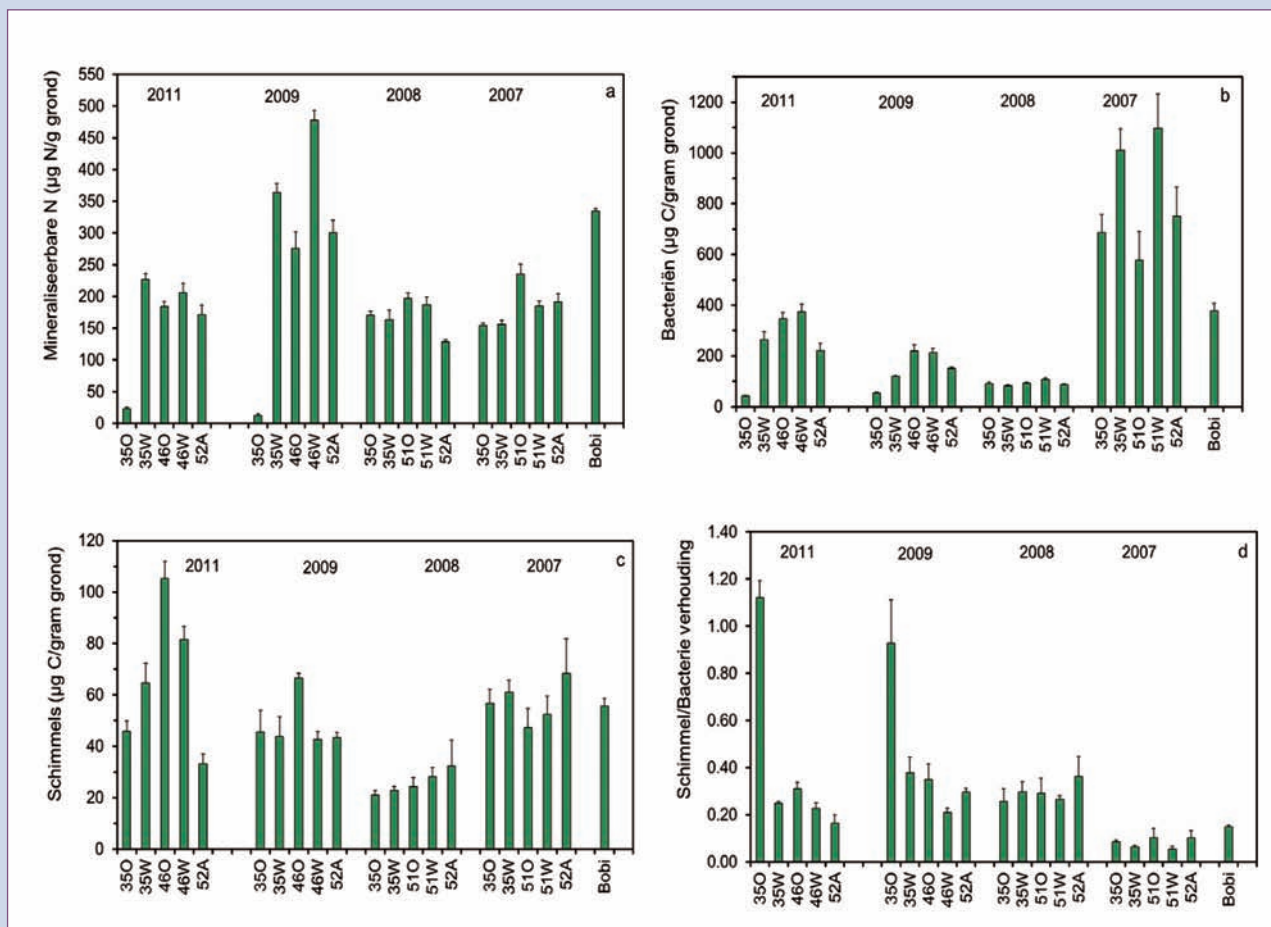 Mineraliseerbare N (µg N/g grond)
550
500
450
400
350
300
250
200
150
100
50
0
2011 2009 2008 2007 a
35O 35W 46O 46W 52A 35O 35W 46O 46W 52A 35O 35W 51O 51W 52A 35O 35W 51O 51W 52A Bobi
Bacteriën (µg C/gram grond)
1200
1000
800
600
400
200
0
2011 2009 2008 2007 b
35O 35W 46O 46W 52A 35O 35W 46O 46W 52A 35O 35W 51O 51W 52A 35O 35W 51O 51W 52A Bobi
Schimmels (µg C/gram grond)
120
100
80
60
40
20
0
2011 2009 2008 2007 c
35O 35W 46O 46W 52A 35O 35W 46O 46W 52A 35O 35W 51O 51W 52A 35O 35W 51O 51W 52A Bobi
Schimmel/Bacterie verhouding
1.40
1.20
1.00
0.80
0.60
0.40
0.20
0.00
2011 2009 2008 2007 d
35O 35W 46O 46W 52A 35O 35W 46O 46W 52A 35O 35W 51O 51W 52A 35O 35W 51O 51W 52A Bobi